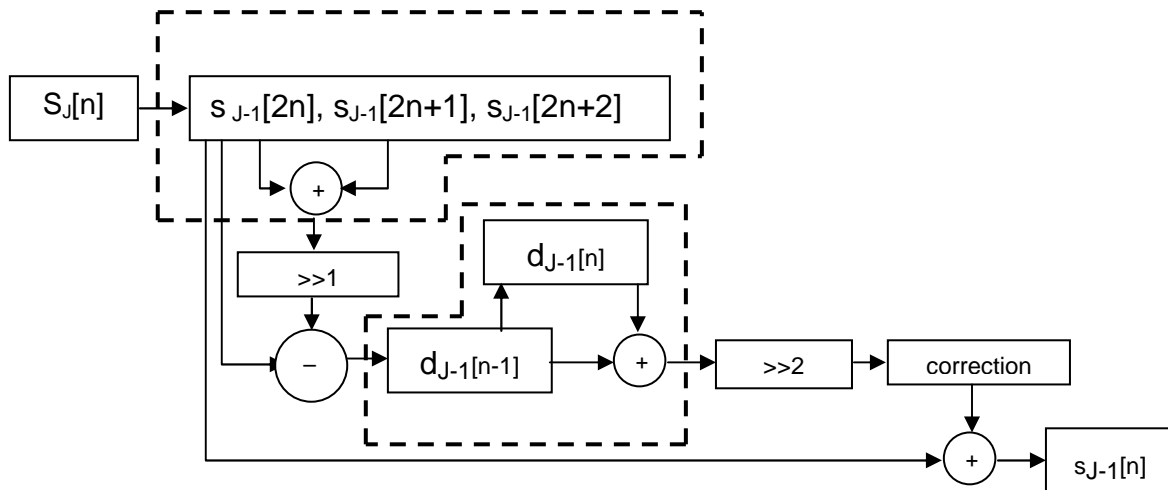 SJ[n]
s J-1[2n], sJ-1[2n+1], sJ-1[2n+2]
+
>>1
dJ-1[n]
−
dJ-1[n-1]
+
>>2
correction
+
sJ-1[n]